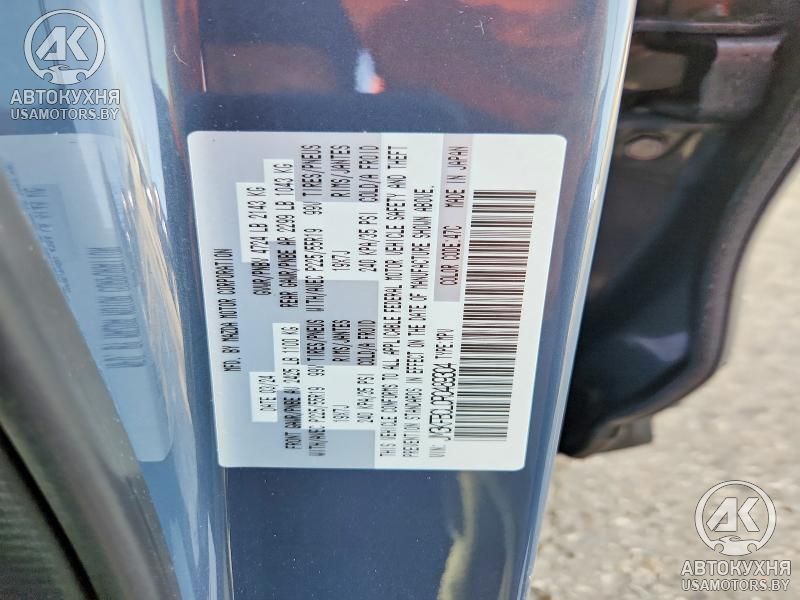 AK
АВТОКУХНЯ
USAMOTORS.BY
MFD. BY MAZDA MOTOR CORPORATION
DATE 04/24 GVWR/PNBV 4724 LB 2143 KG
FRONT GAWR/PNBE AV 2425 LB 1100 KG REAR GAWR/PNBE AR 2299 LB 1043 KG
WITH/AVEC P225/55R19 99V TIRES/PNEUS WITH/AVEC P225/55R19 99V TIRES/PNEUS
19X7J RIMS/JANTES 19X7J RIMS/JANTES
240 KPA/35 PSI COLD/A FROID 240 KPA/35 PSI COLD/A FROID
THIS VEHICLE CONFORMS TO ALL APPLICABLE FEDERAL MOTOR VEHICLE SAFETY AND THEFT
PREVENTION STANDARDS IN EFFECT ON THE DATE OF MANUFACTURE SHOWN ABOVE.
VIN: TYPE:MPV COLOR CODE:47C MADE IN JAPAN
AK
АВТОКУХНЯ
USAMOTORS.BY